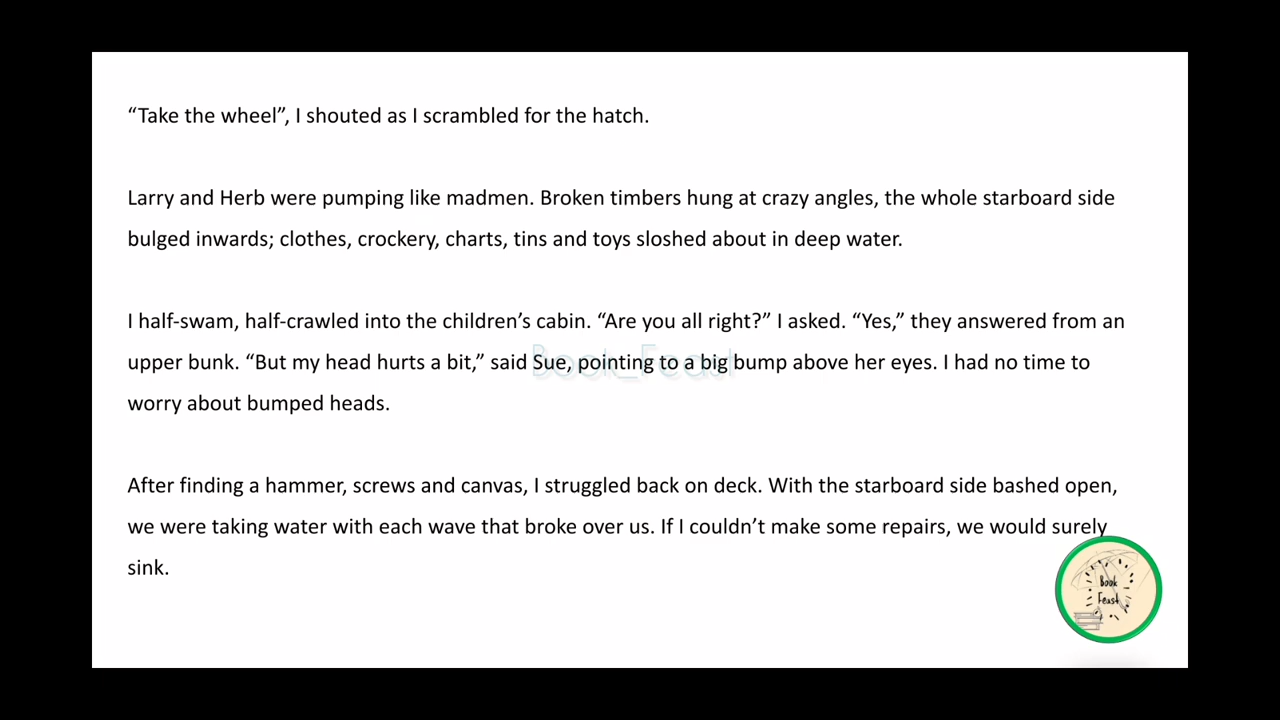 “Take the wheel”, I shouted as I scrambled for the hatch.
Larry and Herb were pumping like madmen. Broken timbers hung at crazy angles, the whole starboard side
bulged inwards; clothes, crockery, charts, tins and toys sloshed about in deep water.
I half-swam, half-crawled into the children’s cabin. “Are you all right?” I asked. “Yes,” they answered from an
upper bunk. “But my head hurts a bit,” said Sue, pointing to a big bump above her eyes. I had no time to
worry about bumped heads.
After finding a hammer, screws and canvas, I struggled back on deck. With the starboard side bashed open,
we were taking water with each wave that broke over us. If I couldn’t make some repairs, we would surely
sink.
Book_Feast
Book
Feast